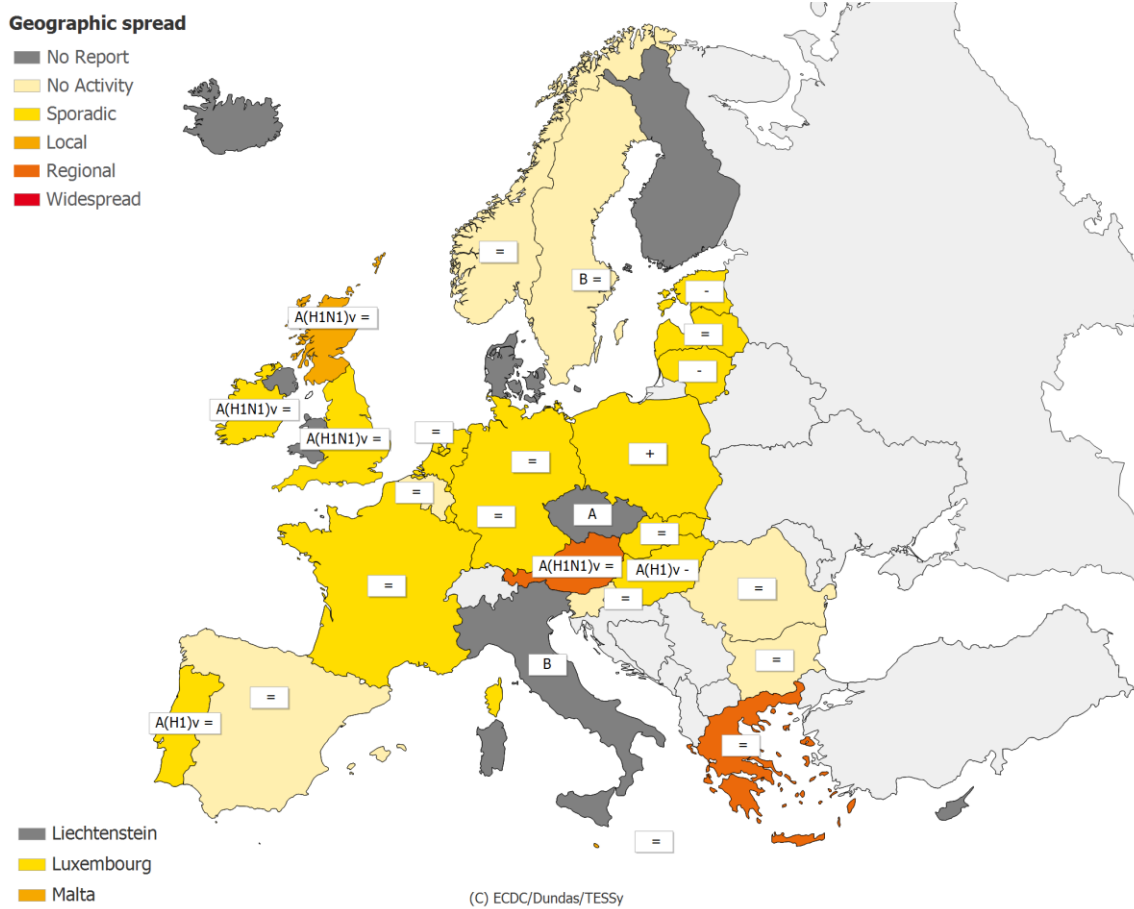 Geographic spread
No Report
No Activity
Sporadic
Local
Regional
Widespread
=
B =
-
A(H1N1)v =
=
-
A(H1N1)v =
=
A(H1N1)v =
=
+
=
A
=
=
A(H1N1)v =
A(H1)v -
=
=
=
B
=
=
A(H1)v =
=
=
Liechtenstein
Luxembourg
Malta
(C) ECDC/Dundas/TESSy